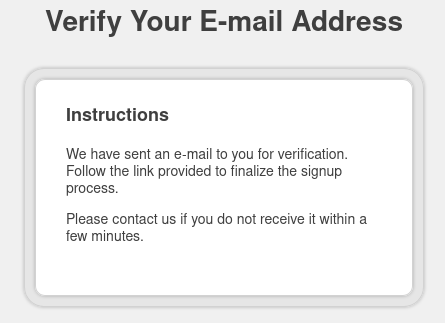 Verify Your E-mail Address
Instructions
We have sent an e-mail to you for verification.
Follow the link provided to finalize the signup
process.
Please contact us if you do not receive it within a
few minutes.